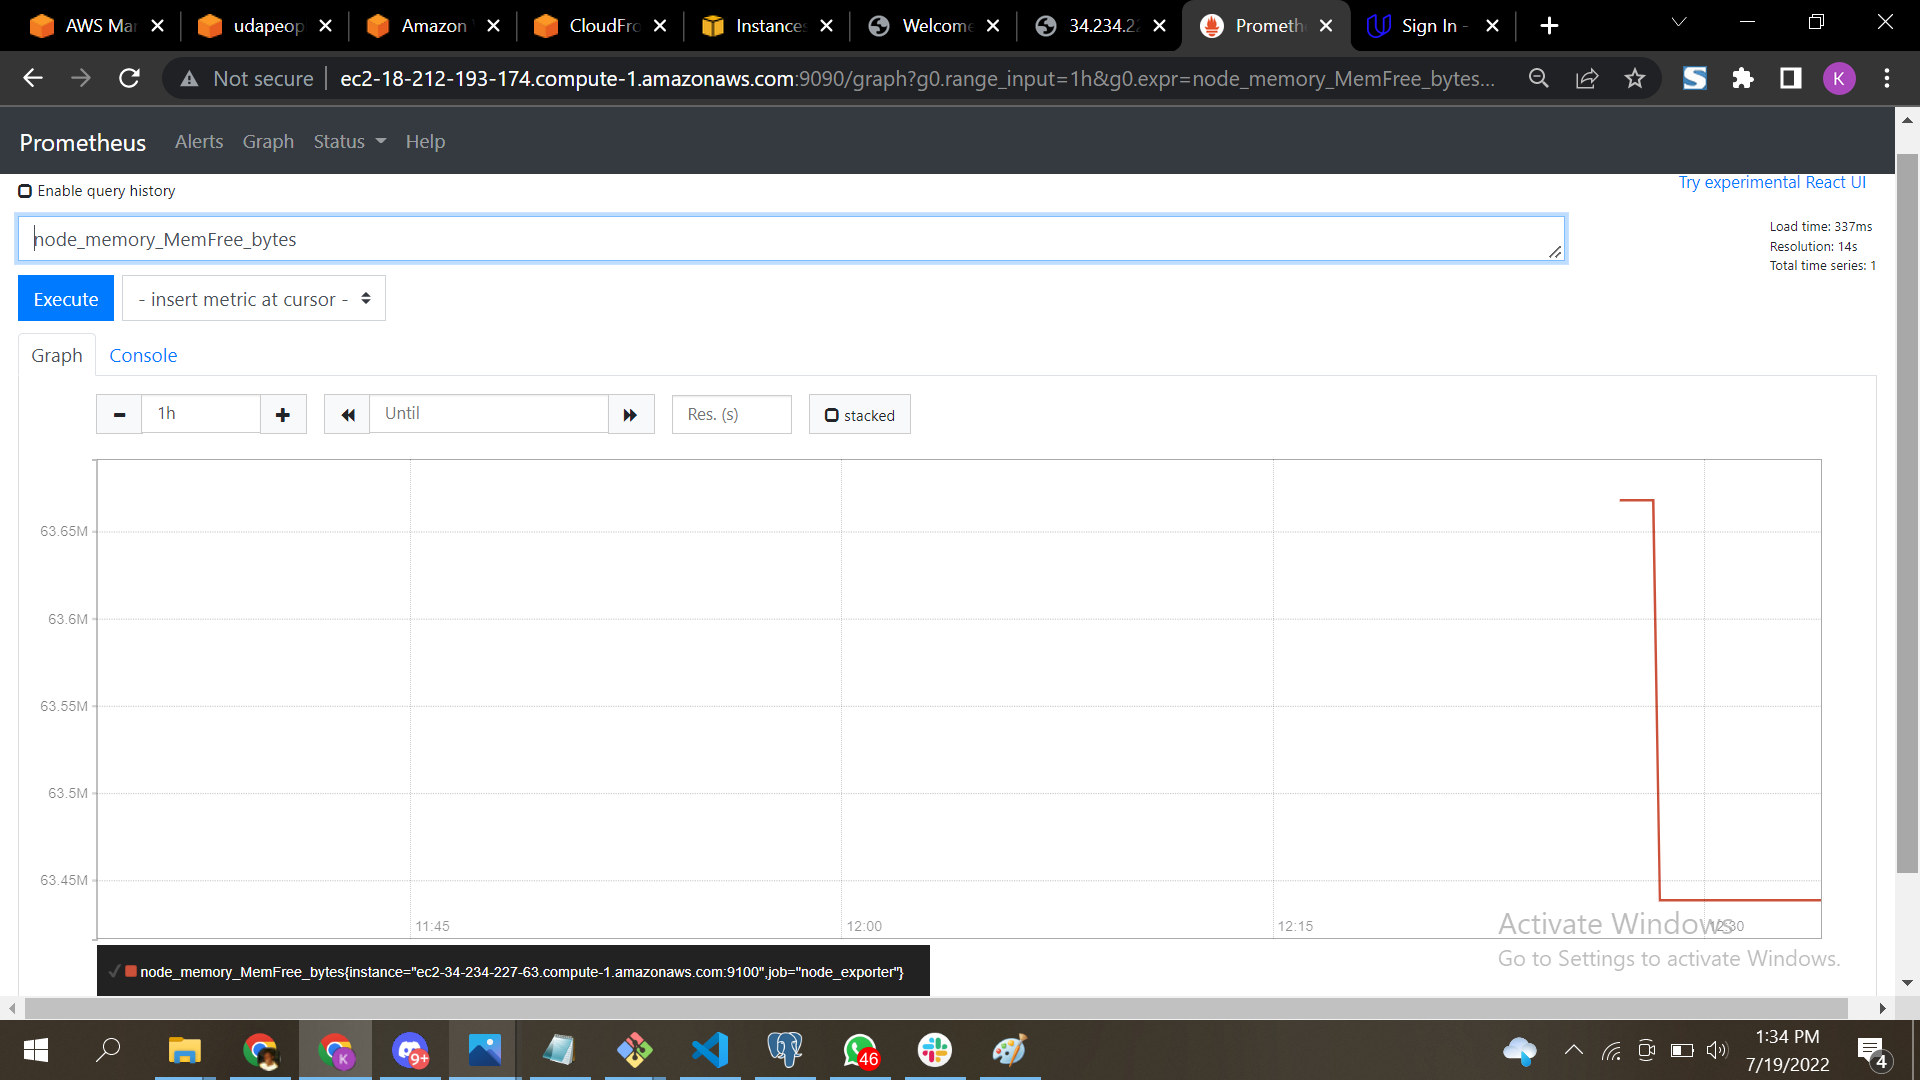 AWS Mar
udapeop
Amazon
CloudFro
Instances
Welcome
34.234.22
Prometh
Sign In -
Not secure
ec2-18-212-193-174.compute-1.amazonaws.com:9090/graph?g0.range_input=1h&g0.expr=node_memory_MemFree_bytes...
K
Prometheus
Alerts
Graph
Status
Help
Enable query history
Try experimental React UI
node_memory_MemFree_bytes
Load time: 337ms
Resolution: 14s
Total time series: 1
Execute
- insert metric at cursor -
Graph
Console
1h
Until
Res. (s)
stacked
63.65M
63.6M
63.55M
63.5M
63.45M
11:45
12:00
12:15
12:30
Activate Windows
Go to Settings to activate Windows.
node_memory_MemFree_bytes{instance="ec2-34-234-227-63.compute-1.amazonaws.com:9100",job="node_exporter"}
K
9+
46
1:34 PM
7/19/2022
4